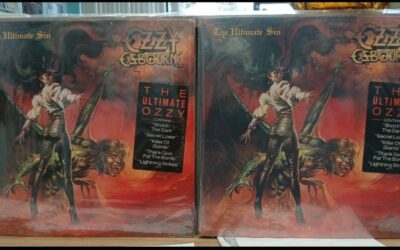 The Ultimate Sin
OZZY
OSBOURNE
THE
ULTIMATE
OZZY
"Shot In
The Dark"
"Secret Loser"
"Killer Of
Giants"
"Thank God
For The Bomb"
"Lightning Strikes"
The Ultimate Sin
OZZY
OSBOURNE
THE
ULTIMATE
OZZY
"Shot In
The Dark"
"Secret Loser"
"Killer Of
Giants"
"Thank God
For The Bomb"
"Lightning Strikes"